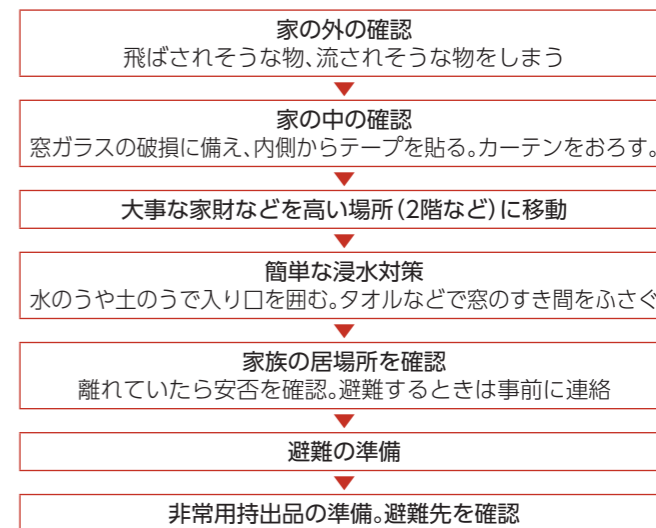 家の外の確認
飛ばされそうな物、流されそうな物をしまう
家の中の確認
窓ガラスの破損に備え、内側からテープを貼る。カーテンをおろす。
大事な家財などを高い場所(2階など)に移動
簡単な浸水対策
水のうや土のうで入り口を囲む。タオルなどで窓のすき間をふさぐ
家族の居場所を確認
離れていたら安否を確認。避難するときは事前に連絡
避難の準備
非常用持出品の準備。避難先を確認